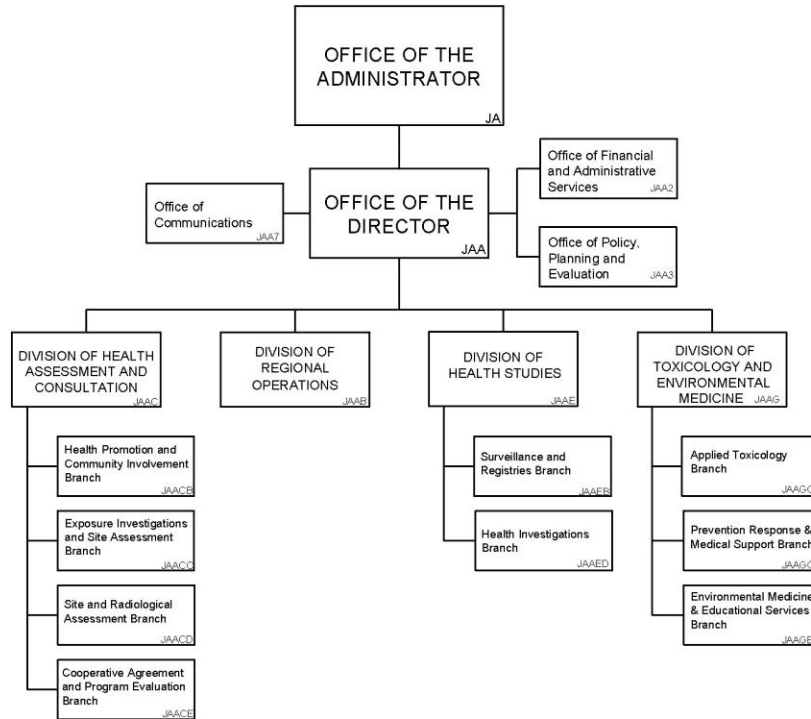 OFFICE OF THE
ADMINISTRATOR
JA
OFFICE OF THE
DIRECTOR
JAA
Office of
Communications
JAA7
Office of Financial
and Administrative
Services
JAA2
Office of Policy,
Planning and
Evaluation
JAA3
DIVISION OF HEALTH
ASSESSMENT AND
CONSULTATION
JAAC
DIVISION OF
REGIONAL
OPERATIONS
JAAB
DIVISION OF
HEALTH STUDIES
JAAE
DIVISION OF
TOXICOLOGY AND
ENVIRONMENTAL
MEDICINE
JAAG
Health Promotion and
Community Involvement
Branch
JAACB
Exposure Investigations
and Site Assessment
Branch
Site and Radiological
Assessment Branch
JAACD
Cooperative Agreement
and Program Evaluation
Branch
JAACE
Surveillance and
Registries Branch
JAAEB
Health Investigations
Branch
JAAED
Applied Toxicology
Branch
Prevention Response &
Medical Support Branch
Environmental Medicine
& Educational Services
Branch